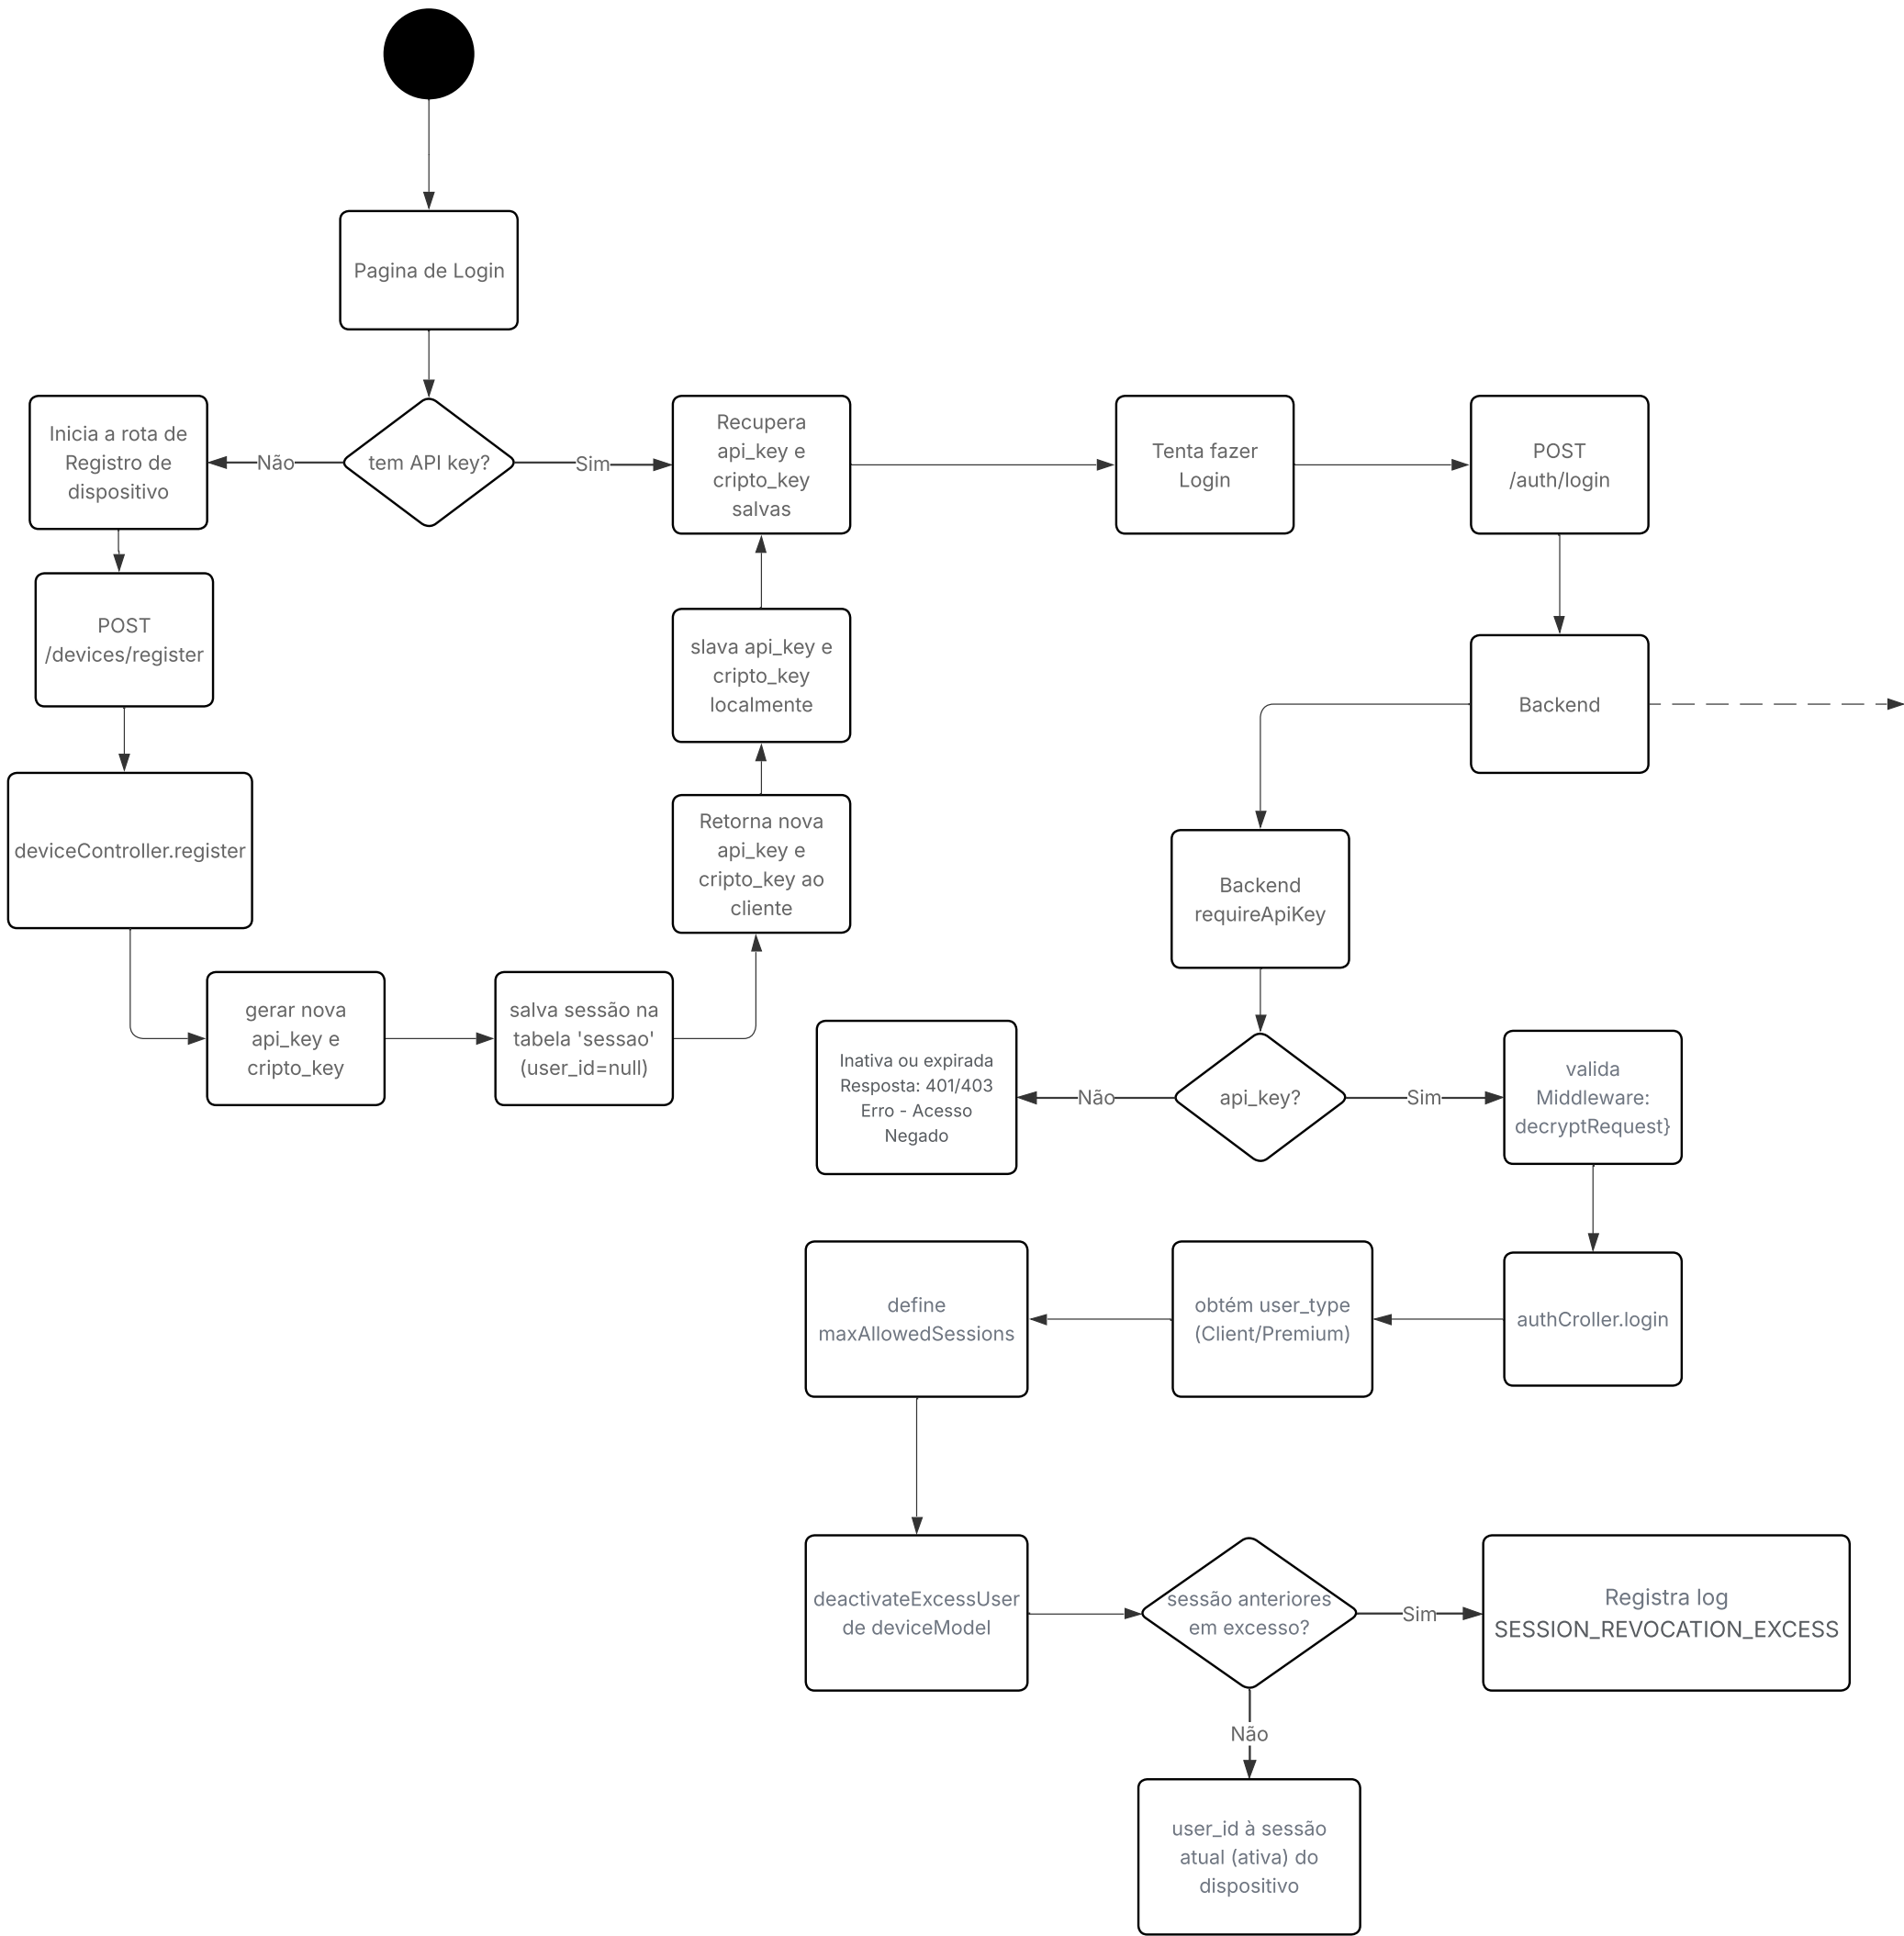 Pagina de Login
tem API key?
Não
Sim
Inicia a rota de
Registro de
dispositivo
POST
/devices/register
deviceController.register
gerar nova
api_key e
cripto_key
salva sessão na
tabela 'sessao'
(user_id=null)
Retorna nova
api_key e
cripto_key ao
cliente
slava api_key e
cripto_key
localmente
Recupera
api_key e
cripto_key
salvas
Tenta fazer
Login
POST
/auth/login
Backend
Backend
requireApiKey
api_key?
Não
Sim
Inativa ou expirada
Resposta: 401/403
Erro - Acesso
Negado
valida
Middleware:
decryptRequest}
authCroller.login
obtém user_type
(Client/Premium)
define
maxAllowedSessions
deactivateExcessUser
de deviceModel
sessão anteriores
em excesso?
Sim
Registra log
SESSION_REVOCATION_EXCESS
Não
user_id à sessão
atual (ativa) do
dispositivo